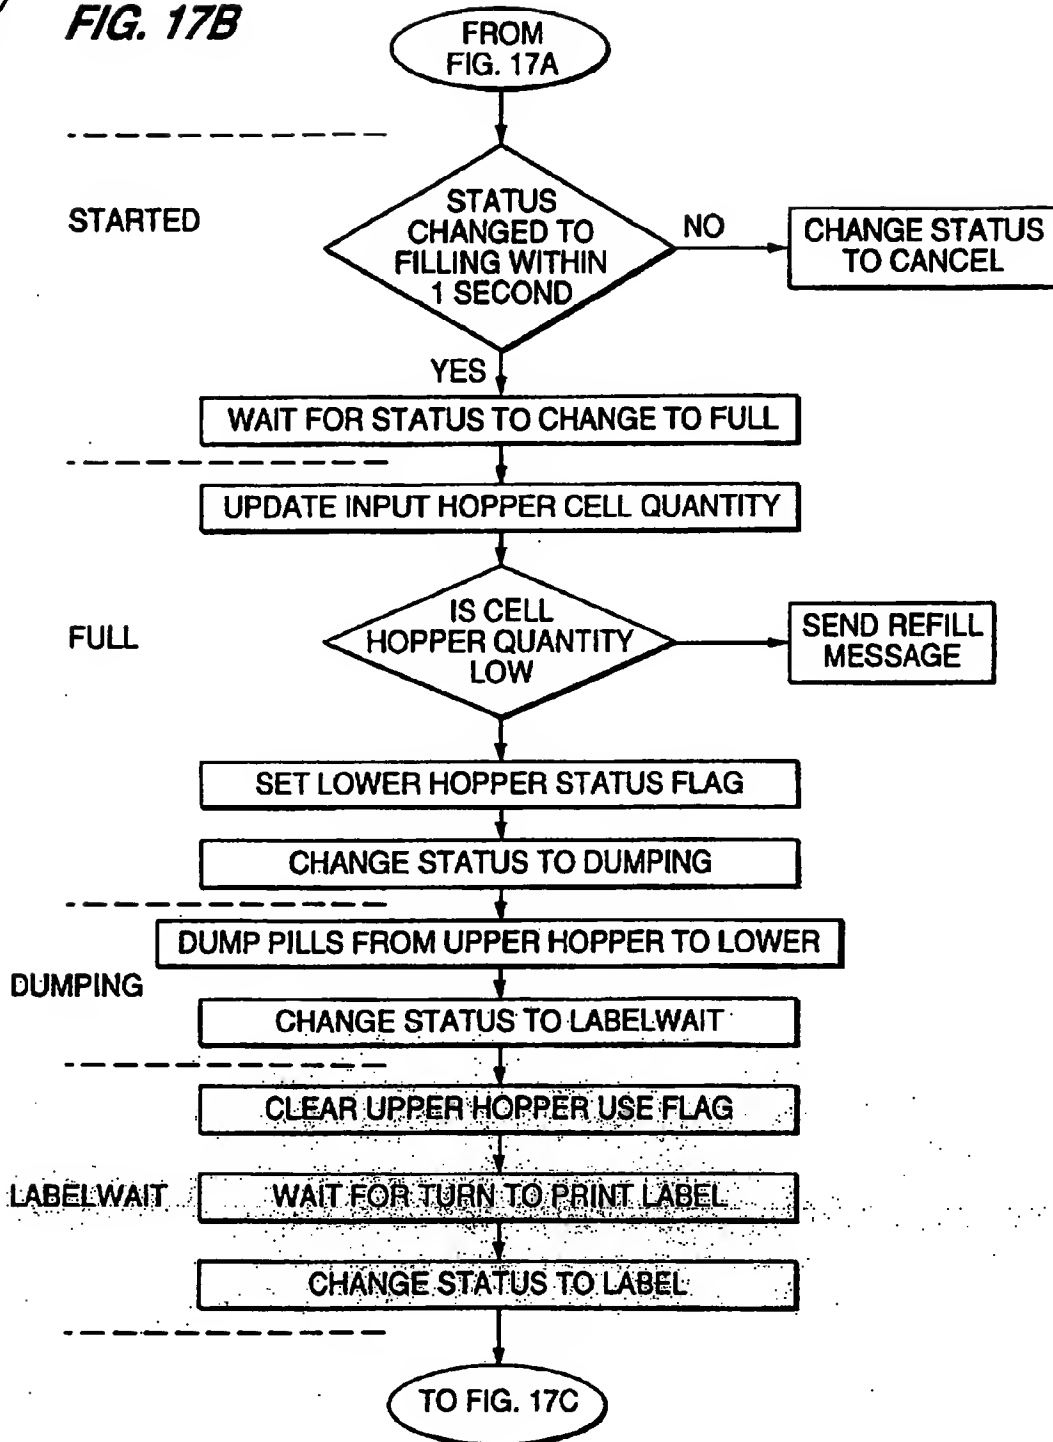 FIG. 17B
FROM
FIG. 17A
STARTED
STATUS
CHANGED TO
FILLING WITHIN
1 SECOND
NO
CHANGE STATUS
TO CANCEL
YES
WAIT FOR STATUS TO CHANGE TO FULL
UPDATE INPUT HOPPER CELL QUANTITY
FULL
IS CELL
HOPPER QUANTITY
LOW
SEND REFILL
MESSAGE
SET LOWER HOPPER STATUS FLAG
CHANGE STATUS TO DUMPING
DUMPING
DUMP PILLS FROM UPPER HOPPER TO LOWER
CHANGE STATUS TO LABELWAIT
CLEAR UPPER HOPPER USE FLAG
LABELWAIT
WAIT FOR TURN TO PRINT LABEL
CHANGE STATUS TO LABEL
TO FIG. 17C